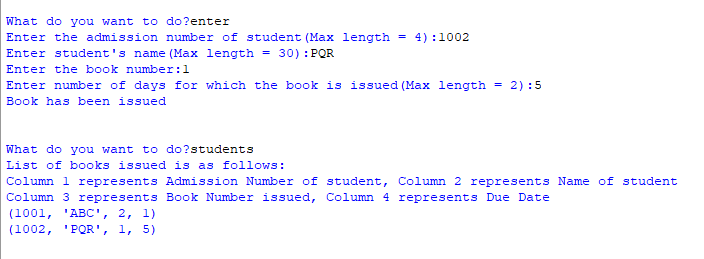 What do you want to do?enter
Enter the admission number of student(Max length = 4):1002
Enter student's name(Max length = 30):PQR
Enter the book number:1
Enter number of days for which the book is issued(Max length = 2):5
Book has been issued
What do you want to do?students
List of books issued is as follows:
Column 1 represents Admission Number of student, Column 2 represents Name of student
Column 3 represents Book Number issued, Column 4 represents Due Date
(1001, 'ABC', 2, 1)
(1002, 'PQR', 1, 5)